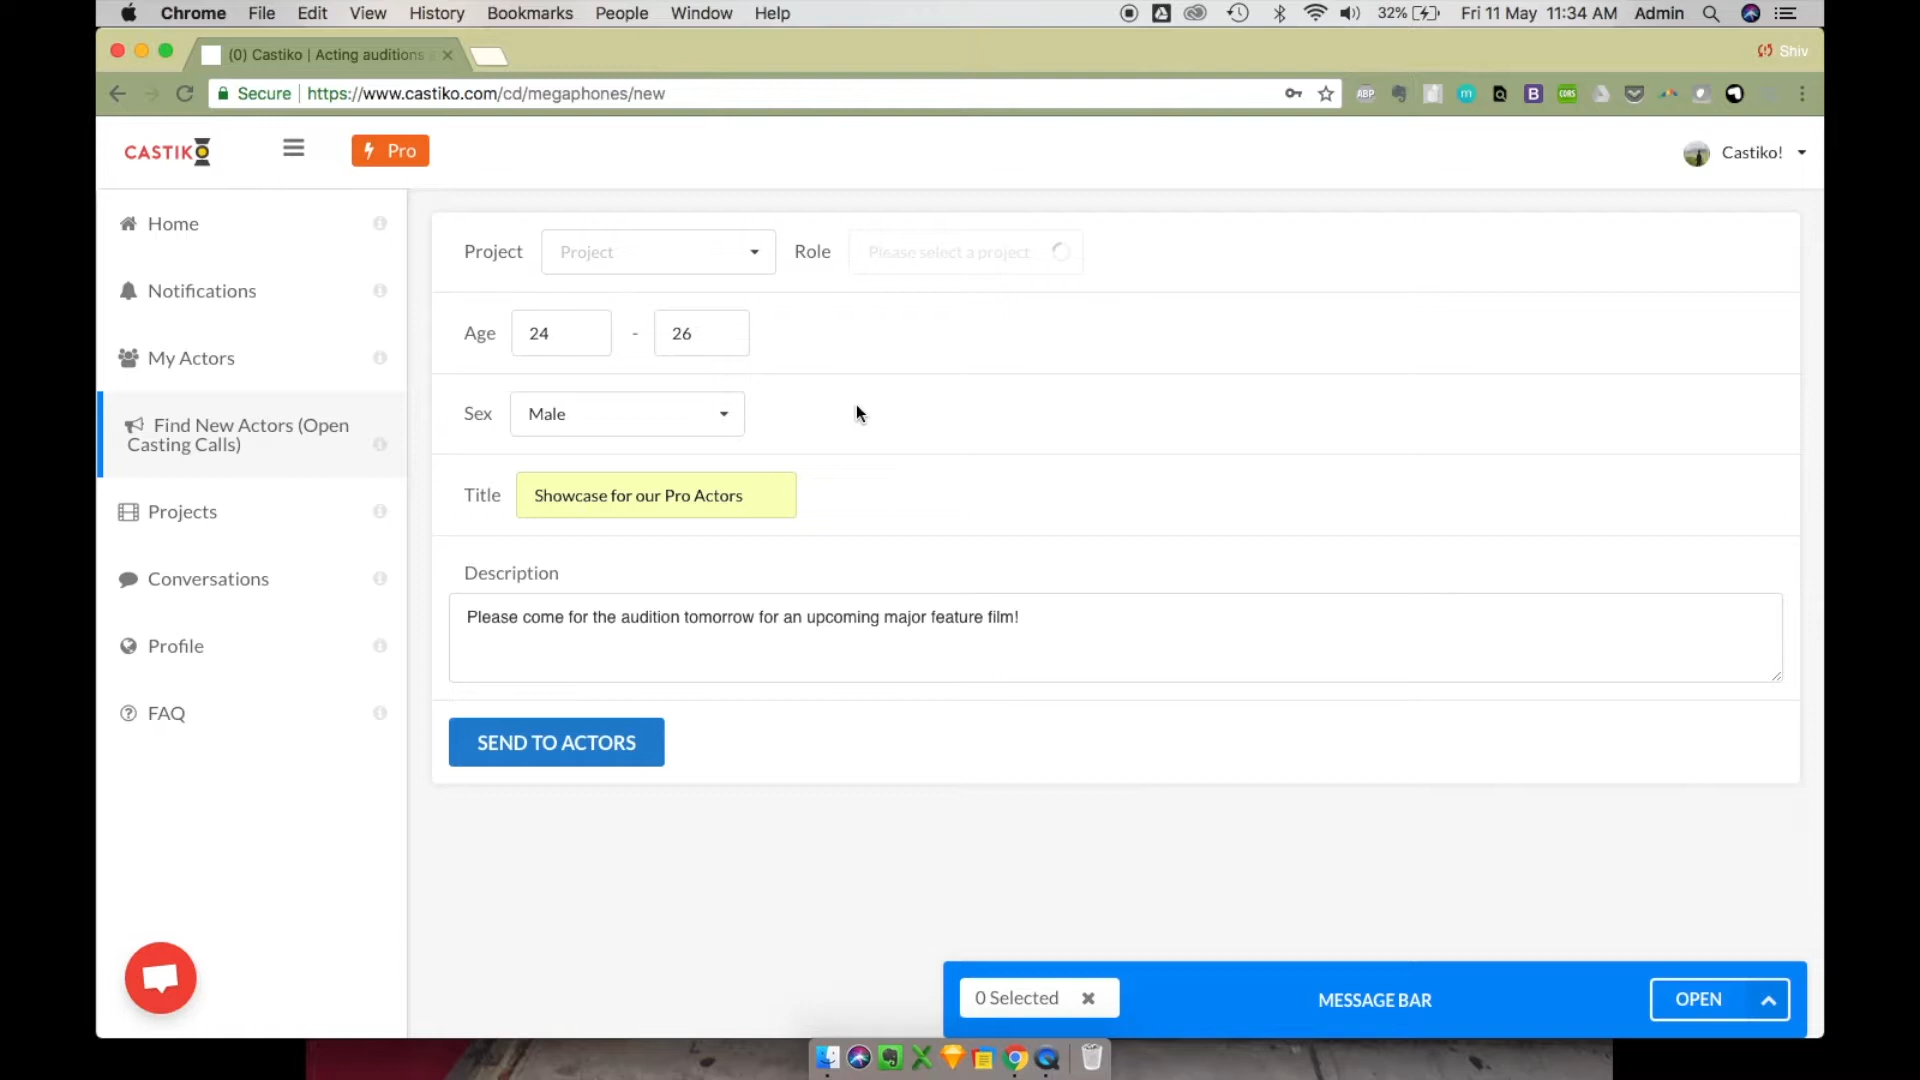 Chrome File Edit View History Bookmarks People Window Help 32% Fri 11 May 11:34 AM Admin
(0) Castiko | Acting auditions
Shiv
Secure https://www.castiko.com/cd/megaphones/new
ABP m B CORS
CASTIKO
Pro
Castiko!
Home
Notifications
My Actors
Find New Actors (Open
Casting Calls)
Projects
Conversations
Profile
FAQ
Project Project Role Please select a project
Age 24 - 26
Sex Male
Title Showcase for our Pro Actors
Description
Please come for the audition tomorrow for an upcoming major feature film!
SEND TO ACTORS
0 Selected
MESSAGE BAR
OPEN